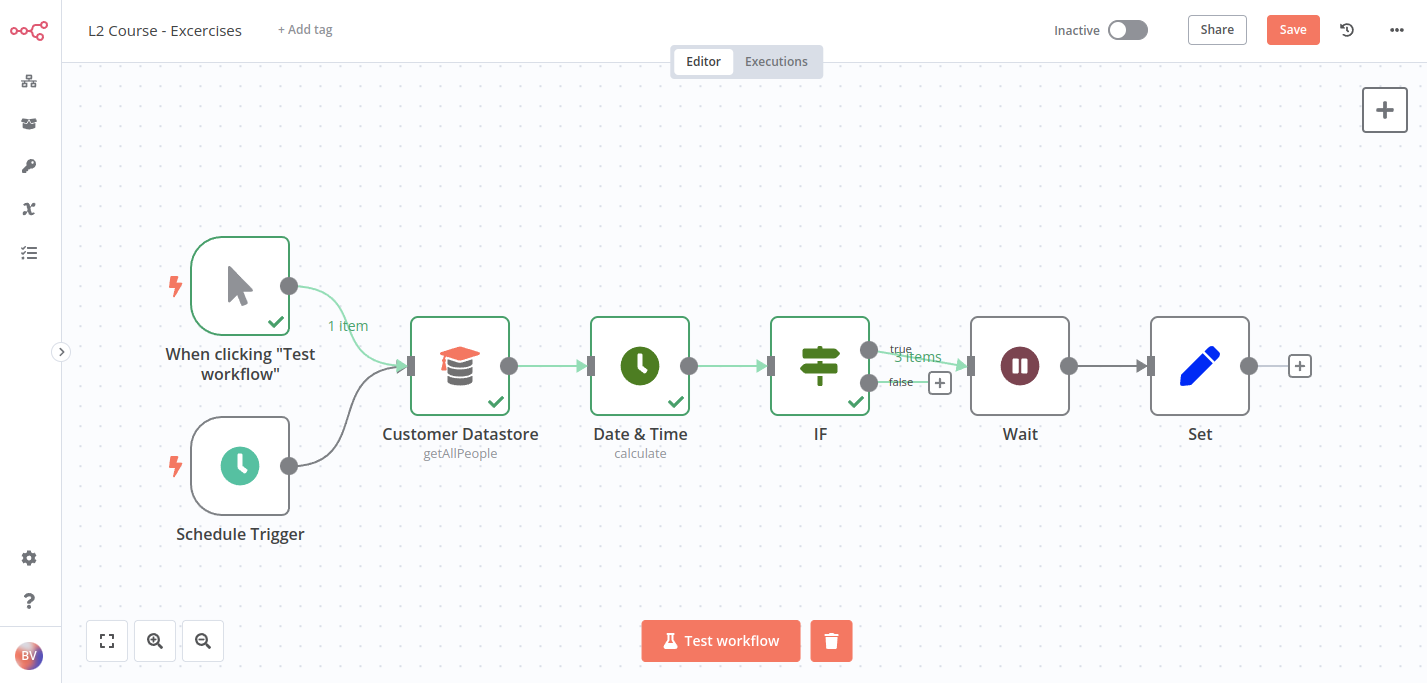 L2 Course - Excercises
+ Add tag
Inactive
Share
Save
Editor
Executions
1 item
When clicking "Test
workflow"
true
3 items
false
Customer Datastore
getAllPeople
Date & Time
calculate
IF
Wait
Set
Schedule Trigger
Test workflow
BV